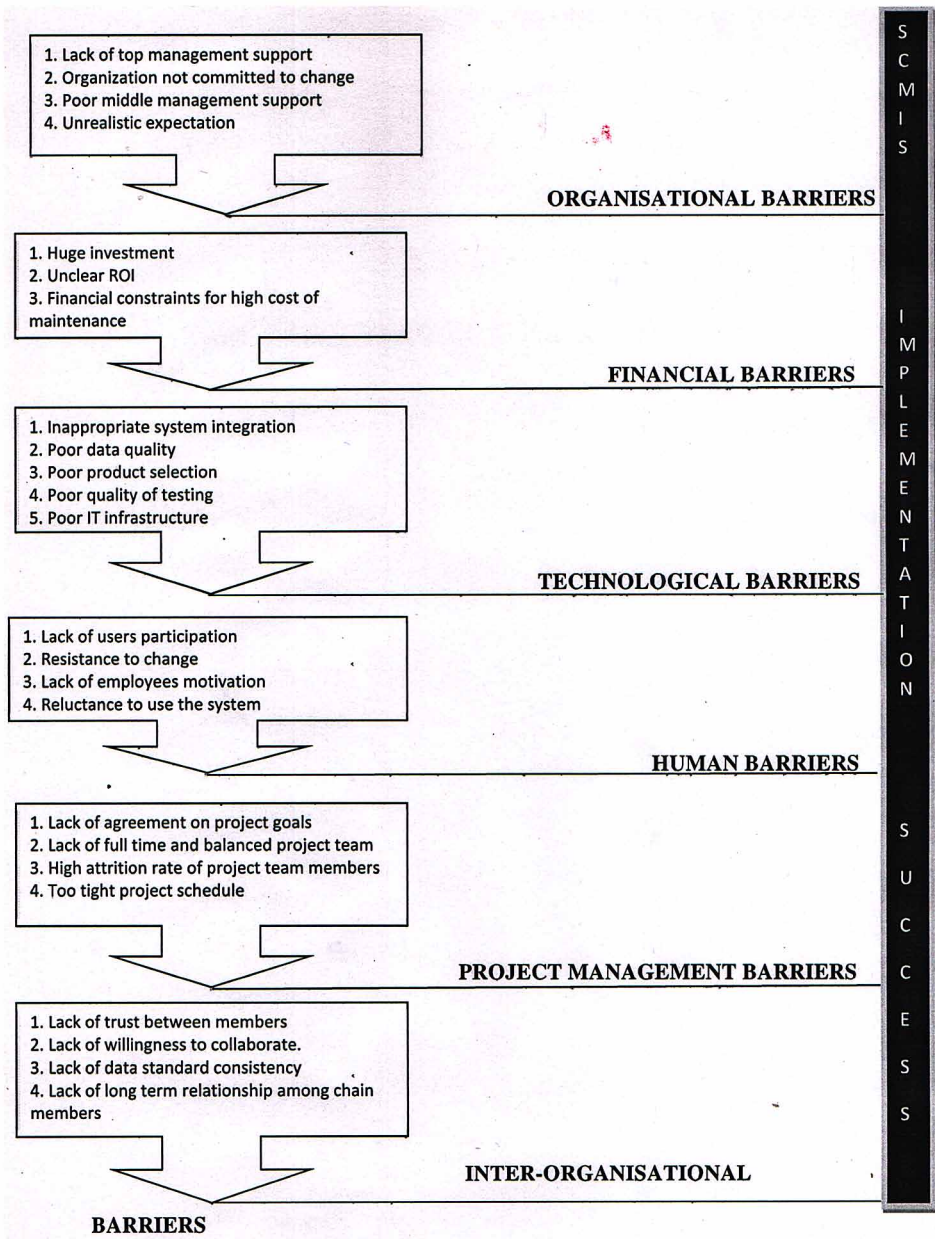 1. Lack of top management support
2. Organization not committed to change
3. Poor middle management support
4. Unrealistic expectation
ORGANISATIONAL BARRIERS
1. Huge investment
2. Unclear ROI
3. Financial constraints for high cost of
maintenance
FINANCIAL BARRIERS
1. Inappropriate system integration
2. Poor data quality
3. Poor product selection
4. Poor quality of testing
5. Poor IT infrastructure
TECHNOLOGICAL BARRIERS
1. Lack of users participation
2. Resistance to change
3. Lack of employees motivation
4. Reluctance to use the system
HUMAN BARRIERS
1. Lack of agreement on project goals
2. Lack of full time and balanced project team
3. High attrition rate of project team members
4. Too tight project schedule
PROJECT MANAGEMENT BARRIERS
1. Lack of trust between members
2. Lack of willingness to collaborate.
3. Lack of data standard consistency
4. Lack of long term relationship among chain
members
INTER-ORGANISATIONAL
BARRIERS
SCMIS IMPLEMENTATION SUCCESS